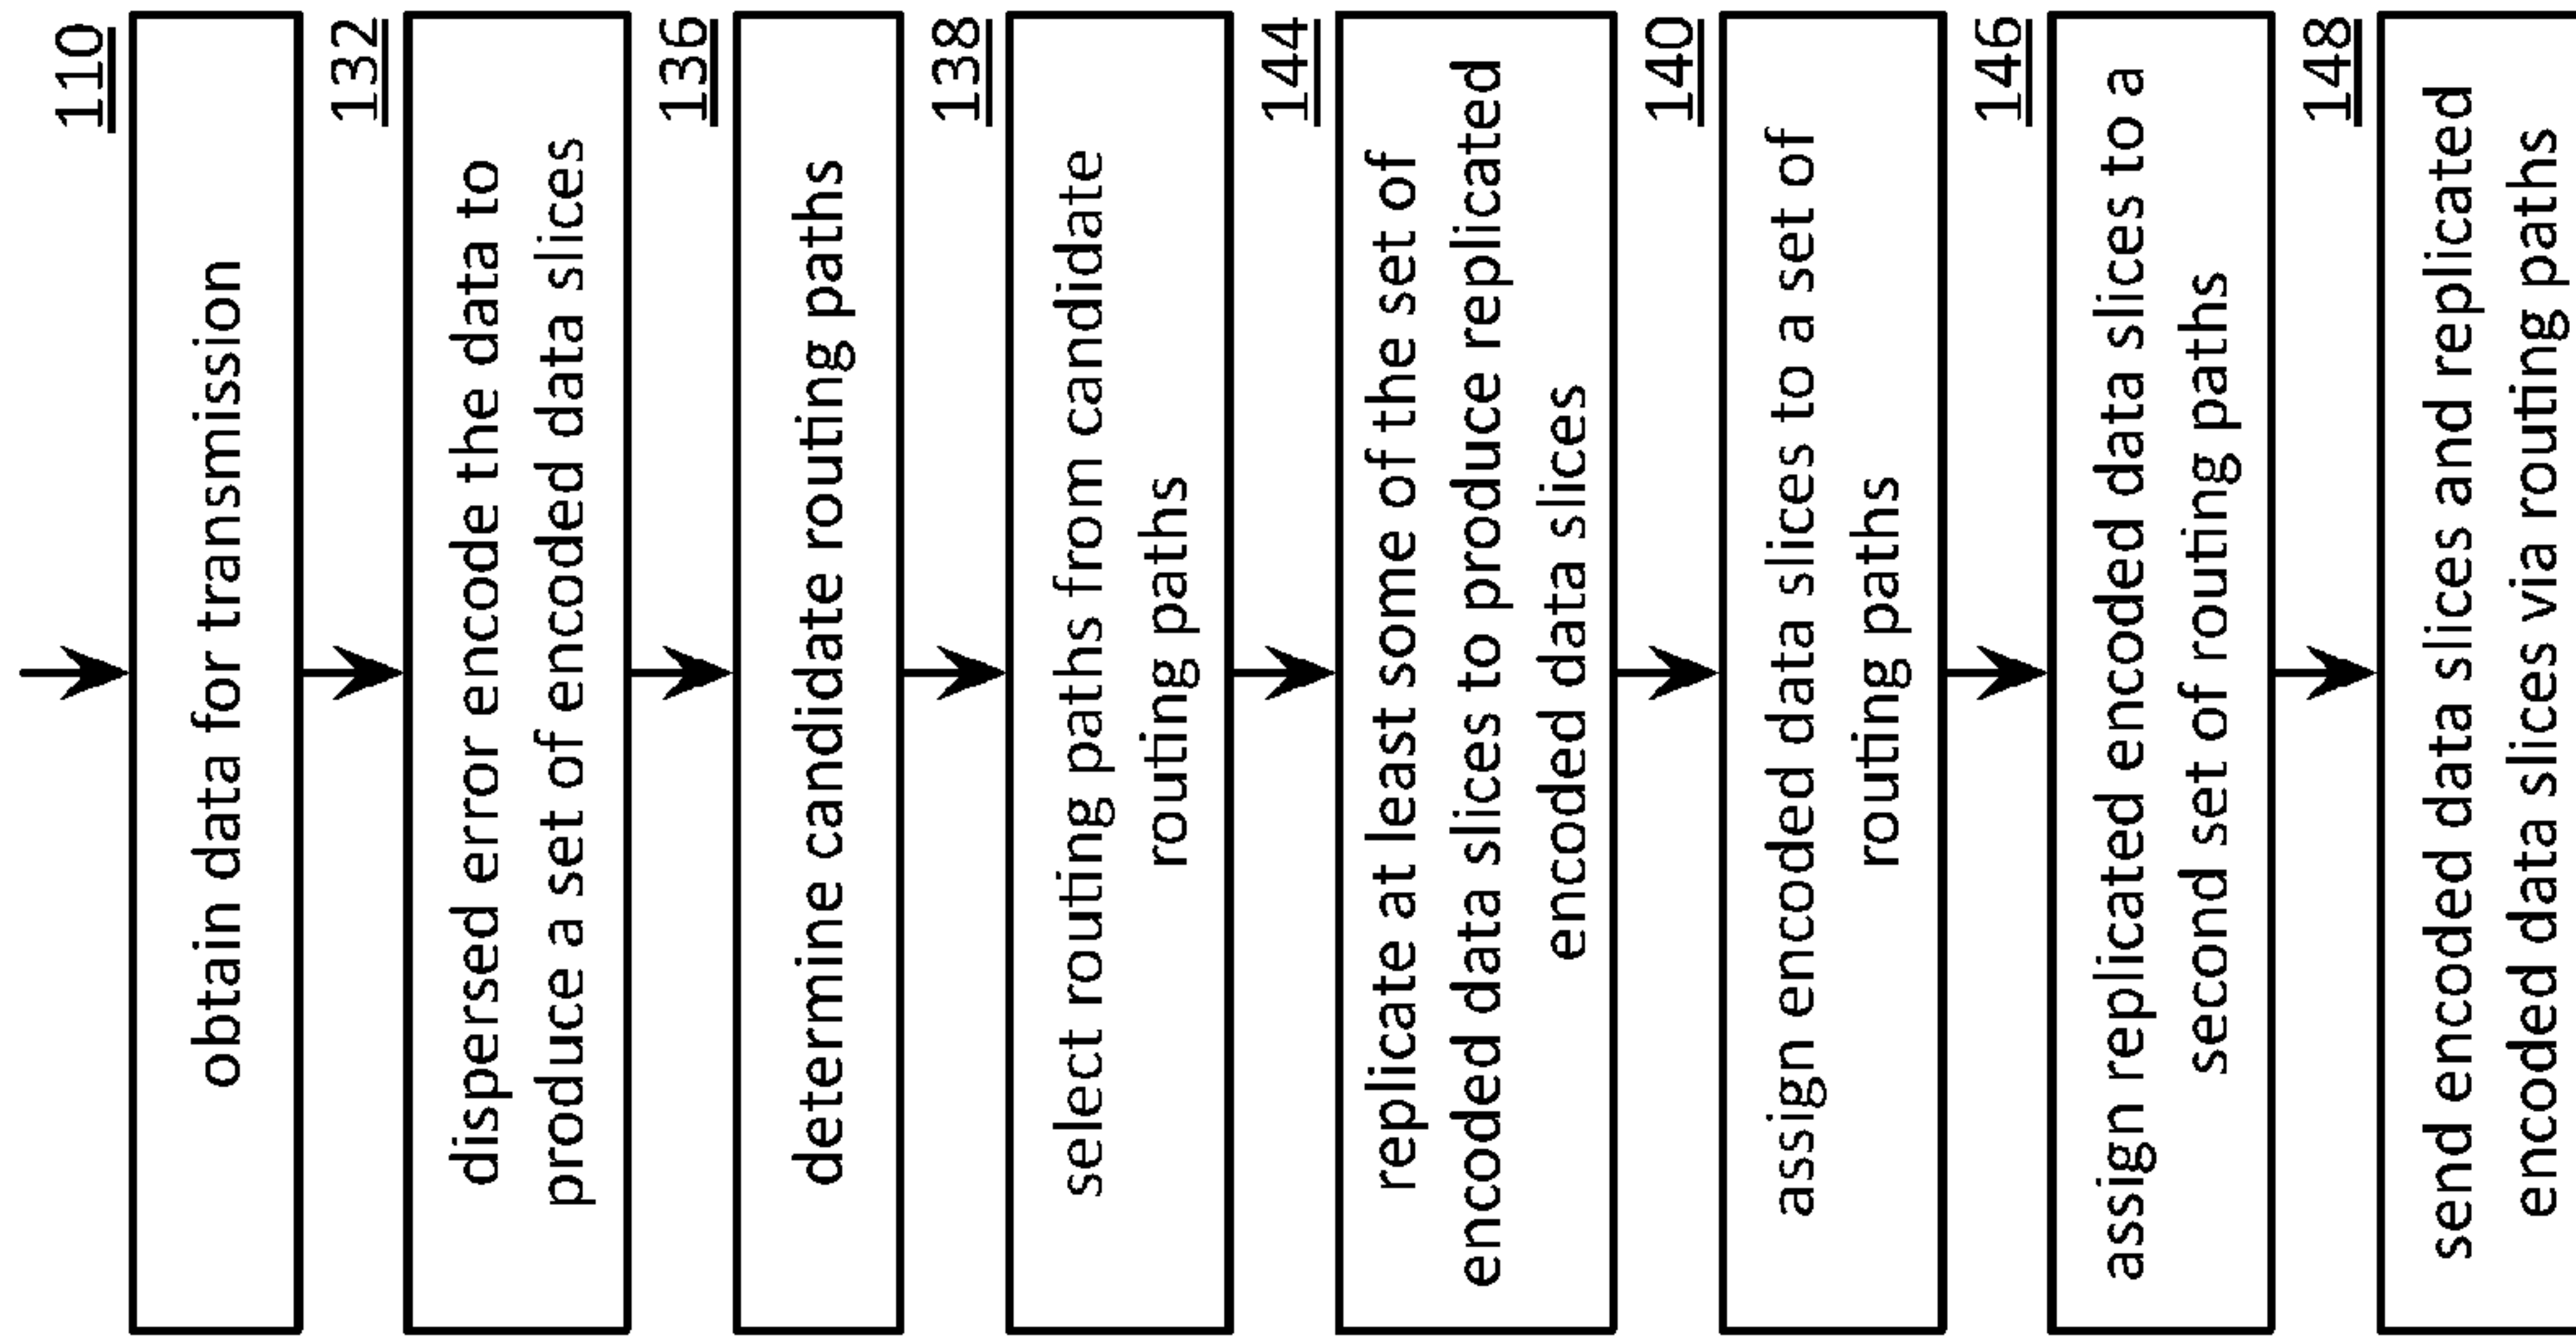 110
obtain data for transmission
132
dispersed error encode the data to
produce a set of encoded data slices
136
determine candidate routing paths
138
select routing paths from candidate
routing paths
144
replicate at least some of the set of
encoded data slices to produce replicated
encoded data slices
140
assign encoded data slices to a set of
routing paths
146
assign replicated encoded data slices to a
second set of routing paths
148
send encoded data slices and replicated
encoded data slices via routing paths